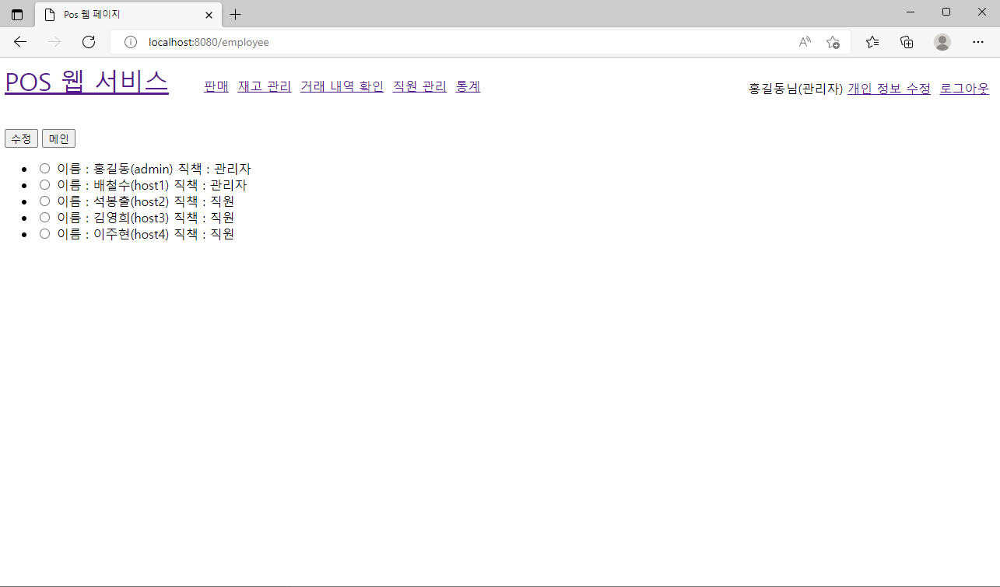 Pos 웹 페이지
localhost:8080/employee
POS 웹 서비스 판매 재고 관리 거래 내역 확인 직원 관리 통계 홍길동님(관리자) 개인 정보 수정 로그아웃
수정 메인
이름 : 홍길동(admin) 직책 : 관리자
이름 : 배철수(host1) 직책 : 관리자
이름 : 석봉출(host2) 직책 : 직원
이름 : 김영희(host3) 직책 : 직원
이름 : 이주현(host4) 직책 : 직원